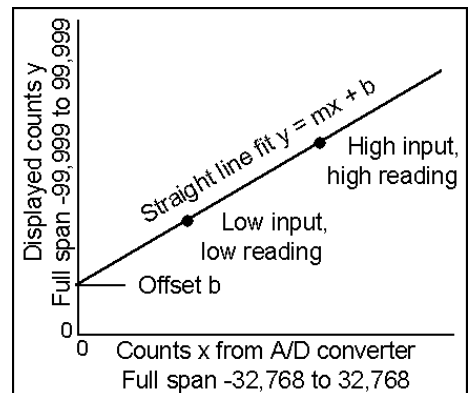 Displayed counts y
Full span -99,999 to 99,999
Straight line fit y = mx + b
High input,
high reading
Low input,
low reading
Offset b
0
0
Counts x from A/D converter
Full span -32,768 to 32,768